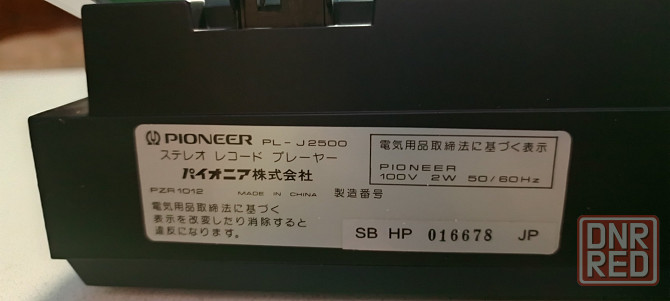 PIONEER PL-J2500
ステレオ レコード プレーヤー
パイオニア株式会社
PZR1012 MADE IN CHINA 製造番号
電気用品取締法に基づく
表示を改変したり消除すると
違反になります。
電気用品取締法に基づく表示
PIONEER
100V 2W 50/60Hz
SB HP 016678 JP
DNR
RED